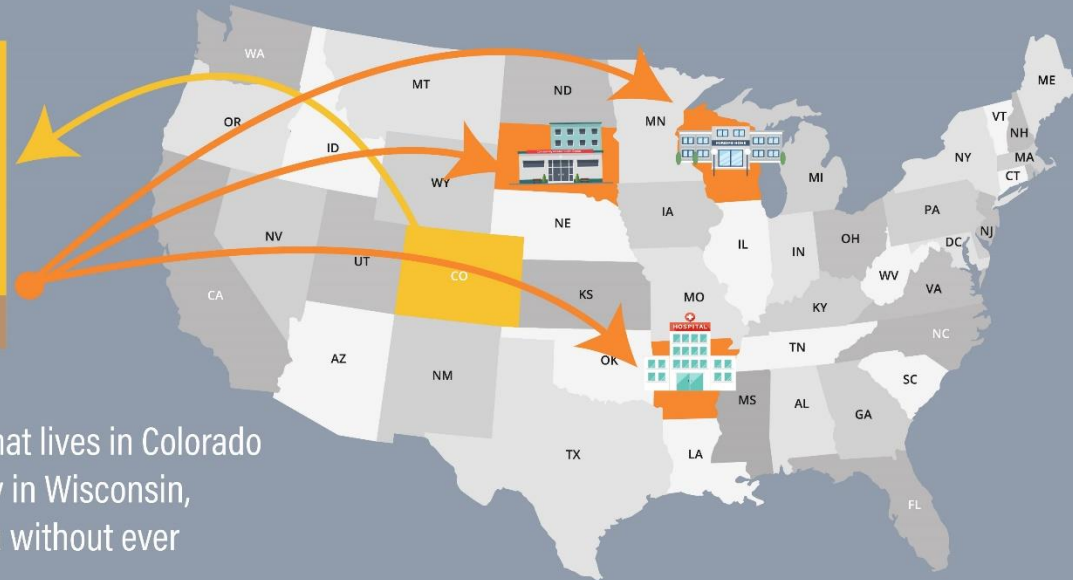 WA
MT
ND
MN
ME
OR
ID
VT
NH
WY
NY
MA
CT
MI
IA
NE
PA
NJ
NV
UT
CO
IL
IN
OH
DC
CA
KS
MO
WV
VA
KY
HOSPITAL
NC
AZ
NM
OK
TN
SC
MS
AL
GA
TX
LA
FL
hat lives in Colorado
y in Wisconsin,
without ever